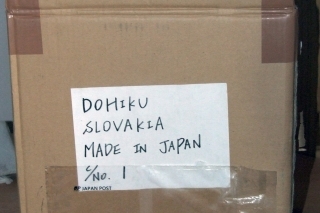 DOHIKU
SLOVAKIA
MADE IN JAPAN
C/NO. 1
JAPAN POST